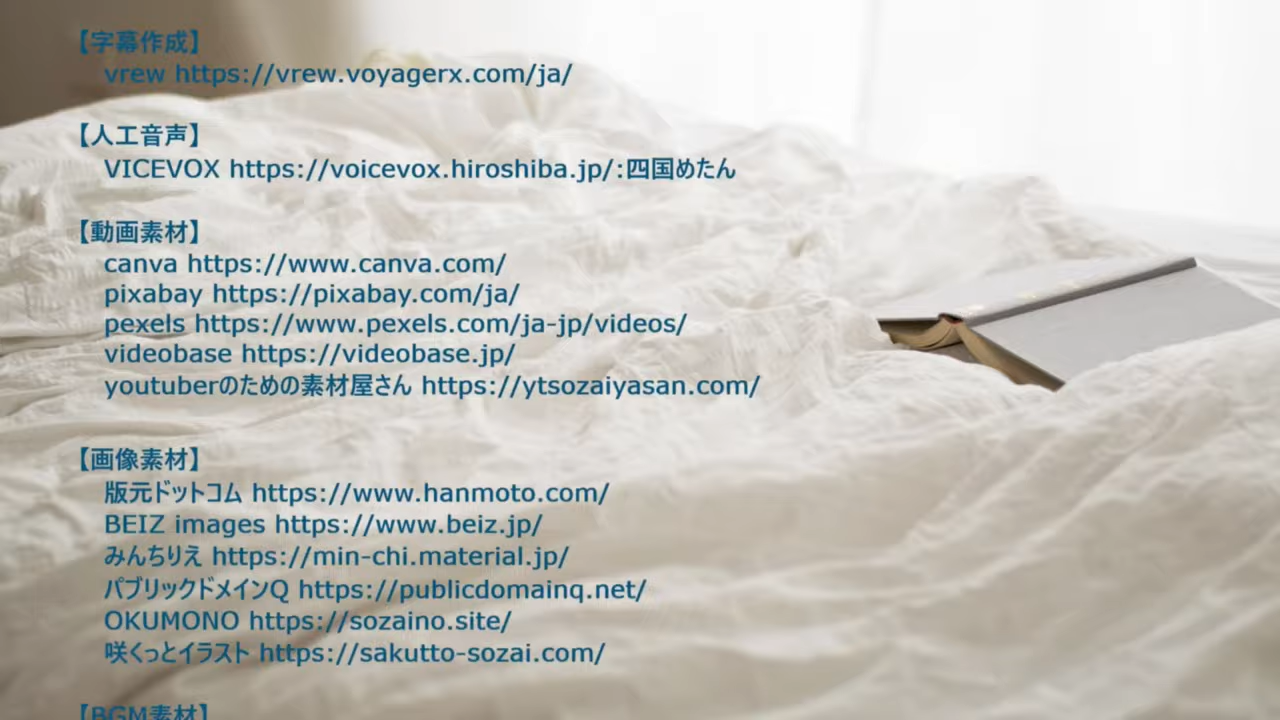 【字幕作成】
vrew https://vrew.voyagerx.com/ja/
【人工音声】
VICEVOX https://voicevox.hiroshiba.jp/:四国めたん
【動画素材】
canva https://www.canva.com/
pixabay https://pixabay.com/ja/
pexels https://www.pexels.com/ja-jp/videos/
videobase https://videobase.jp/
youtuberのための素材屋さん https://ytsozaiyasan.com/
【画像素材】
版元ドットコム https://www.hanmoto.com/
BEIZ images https://www.beiz.jp/
みんちりえ https://min-chi.material.jp/
パブリックドメインQ https://publicdomainq.net/
OKUMONO https://sozaino.site/
咲くっとイラスト https://sakutto-sozai.com/
【BGM素材】